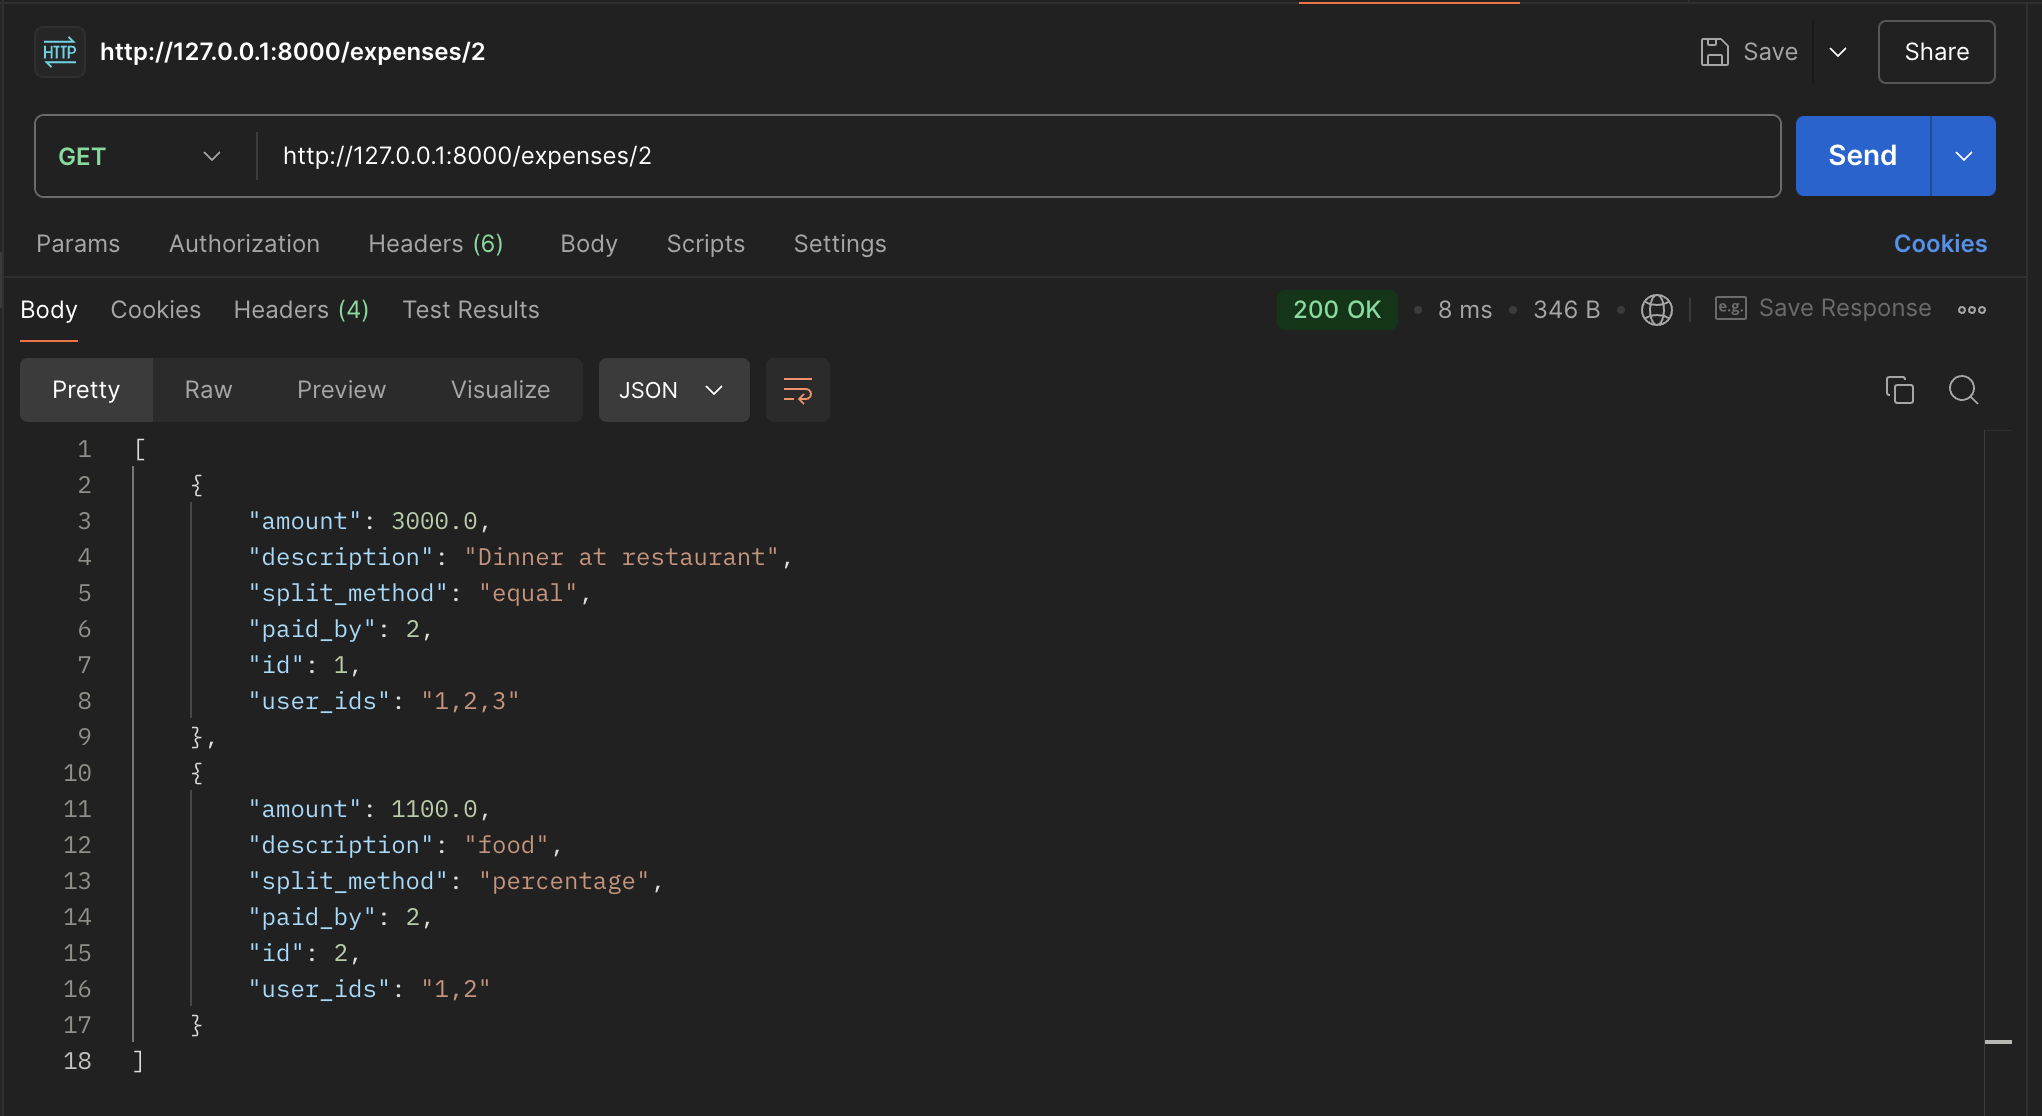 HTTP http://127.0.0.1:8000/expenses/2 Save Share
GET http://127.0.0.1:8000/expenses/2 Send
Params Authorization Headers (6) Body Scripts Settings Cookies
Body Cookies Headers (4) Test Results 200 OK • 8 ms • 346 B • e.g. Save Response
Pretty Raw Preview Visualize JSON
1 [
2 {
3 "amount": 3000.0,
4 "description": "Dinner at restaurant",
5 "split_method": "equal",
6 "paid_by": 2,
7 "id": 1,
8 "user_ids": "1,2,3"
9 },
10 {
11 "amount": 1100.0,
12 "description": "food",
13 "split_method": "percentage",
14 "paid_by": 2,
15 "id": 2,
16 "user_ids": "1,2"
17 }
18 ]